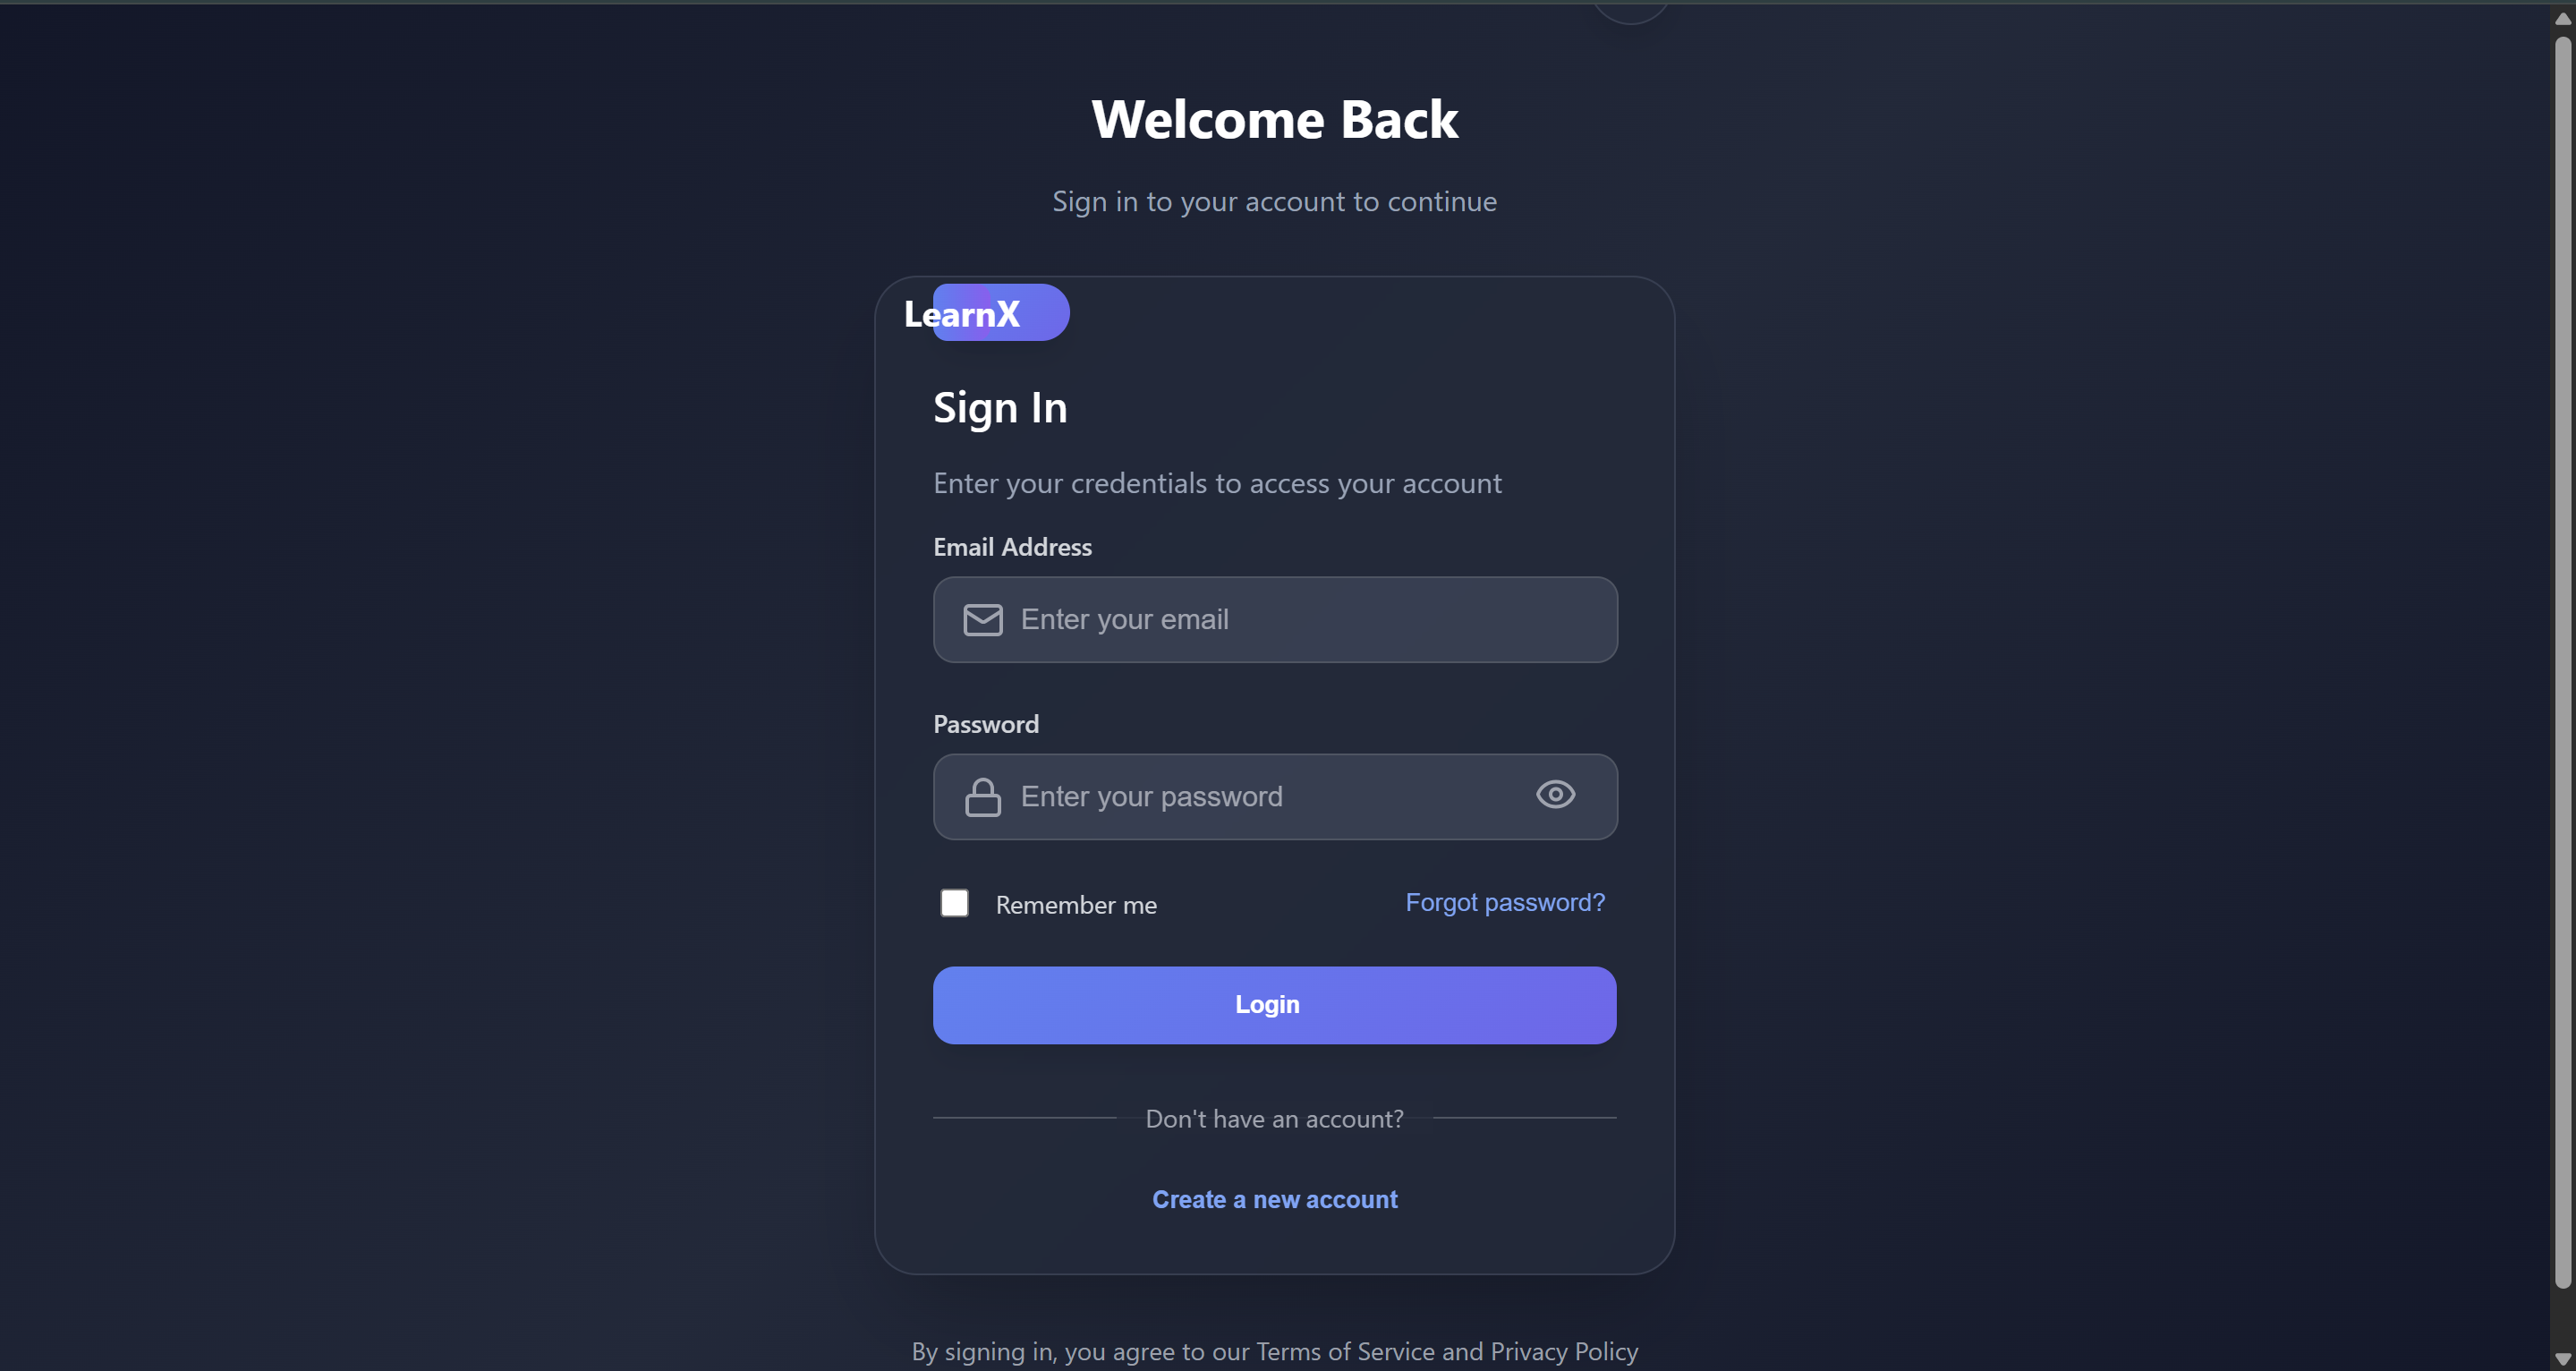 Welcome Back
Sign in to your account to continue
LearnX
Sign In
Enter your credentials to access your account
Email Address
Enter your email
Password
Enter your password
Remember me
Forgot password?
Login
Don't have an account?
Create a new account
By signing in, you agree to our Terms of Service and Privacy Policy